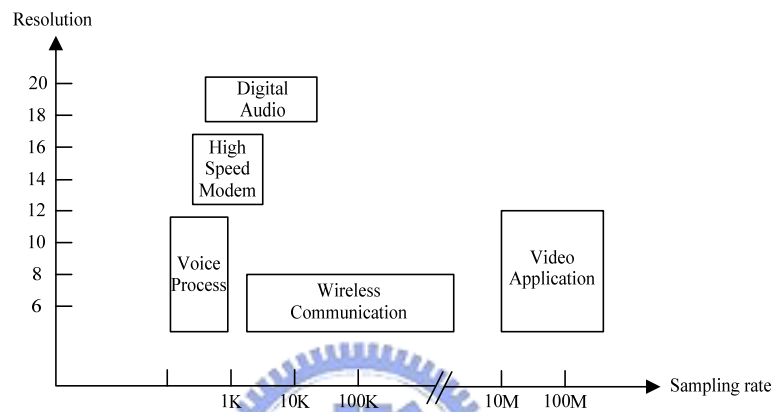 Resolution
20
18
16
14
12
10
8
6
Digital
Audio
High
Speed
Modem
Voice
Process
Wireless
Communication
Video
Application
1K
10K
100K
10M
100M
Sampling rate